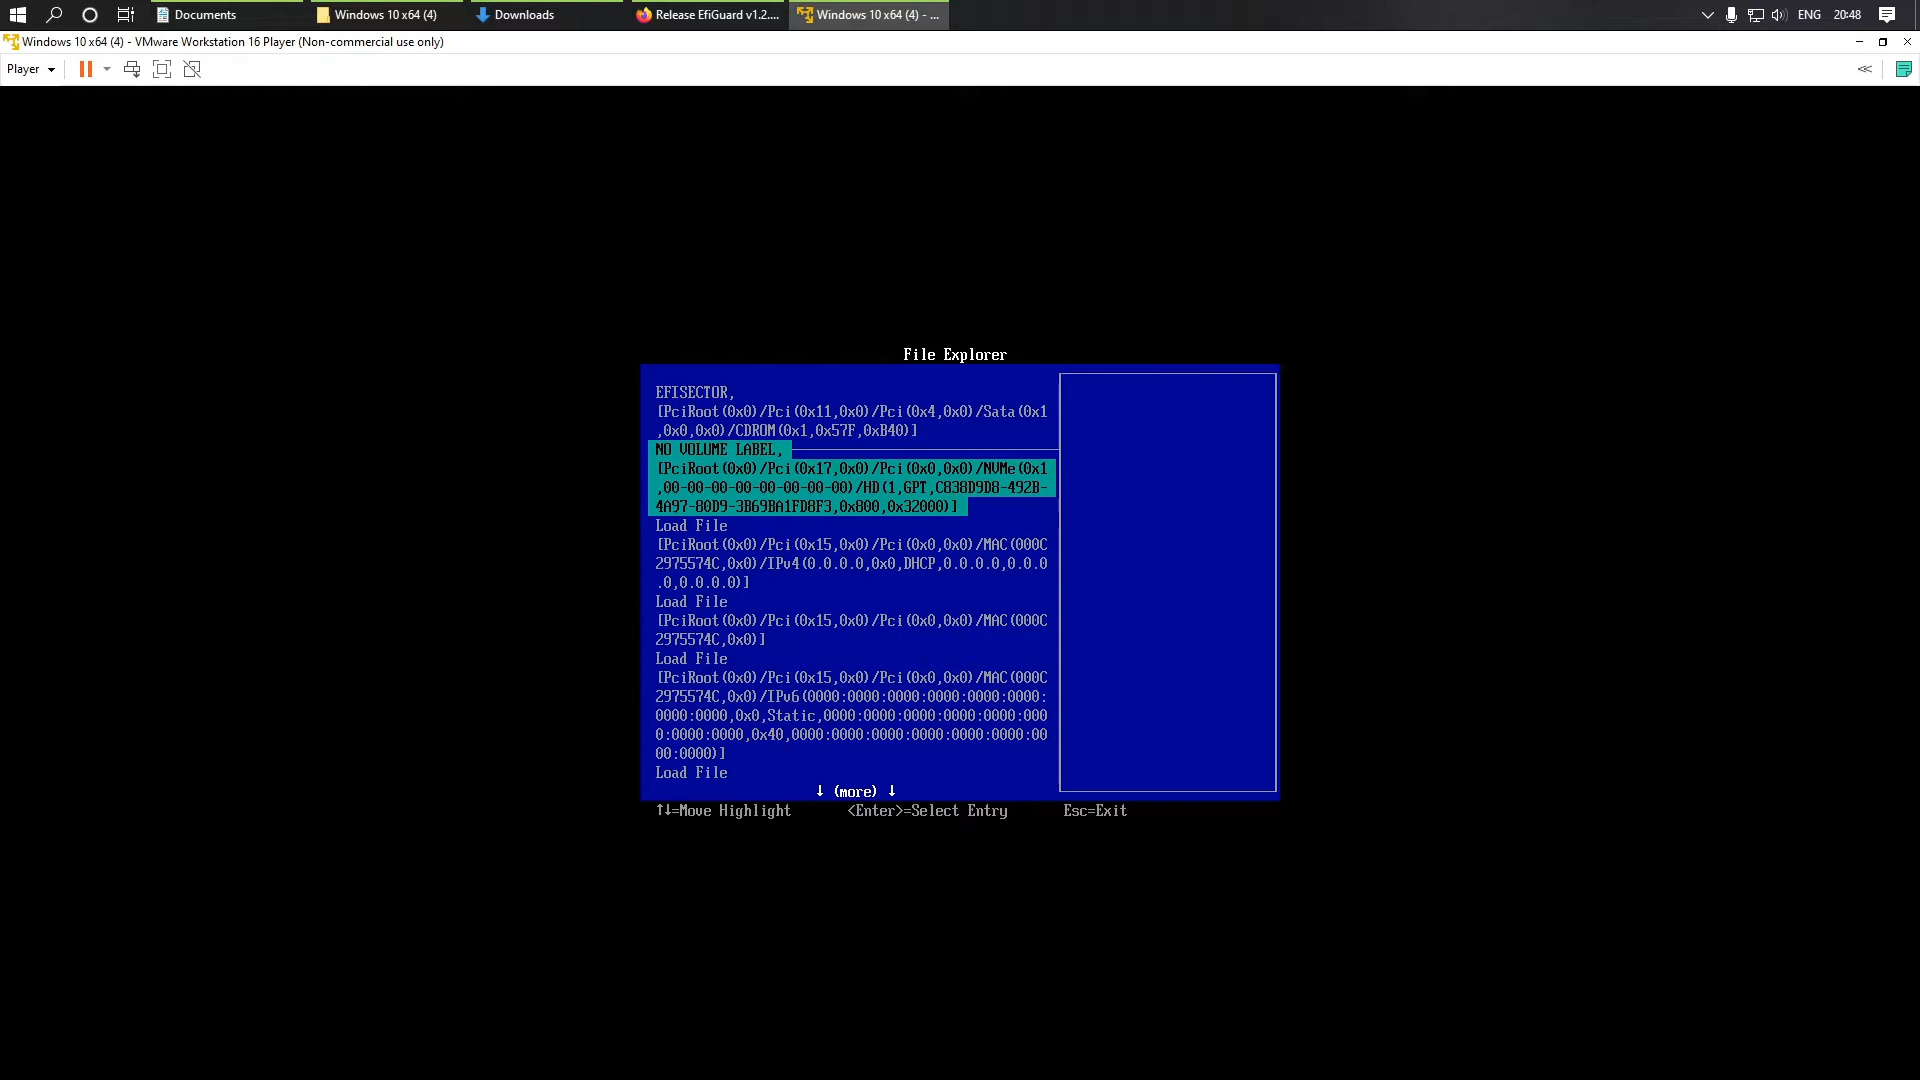 Documents
Windows 10 x64 (4)
Downloads
Release EfiGuard v1.2....
Windows 10 x64 (4) - ...
ENG
20:48
Windows 10 x64 (4) - VMware Workstation 16 Player (Non-commercial use only)
Player
File Explorer
EFISECTOR,
[PciRoot(0x0)/Pci(0x11,0x0)/Pci(0x4,0x0)/Sata(0x1
,0x0,0x0)/CDROM(0x1,0x57F,0xB40)]
NO VOLUME LABEL,
[PciRoot(0x0)/Pci(0x17,0x0)/Pci(0x0,0x0)/NVMe(0x1
,00-00-00-00-00-00-00-00)/HD(1,GPT,C838D9D8-492B-
4A97-80D9-3B69BA1FD8F3,0x800,0x32000)]
Load File
[PciRoot(0x0)/Pci(0x15,0x0)/Pci(0x0,0x0)/MAC(000C
2975574C,0x0)/IPv4(0.0.0.0,0x0,DHCP,0.0.0.0,0.0.0
.0,0.0.0.0)]
Load File
[PciRoot(0x0)/Pci(0x15,0x0)/Pci(0x0,0x0)/MAC(000C
2975574C,0x0)]
Load File
[PciRoot(0x0)/Pci(0x15,0x0)/Pci(0x0,0x0)/MAC(000C
2975574C,0x0)/IPv6(0000:0000:0000:0000:0000:0000:
0000:0000,0x0,Static,0000:0000:0000:0000:0000:000
0:0000:0000,0x40,0000:0000:0000:0000:0000:0000:00
00:0000)]
Load File
↓ (more) ↓
↑↓=Move Highlight
<Enter>=Select Entry
Esc=Exit